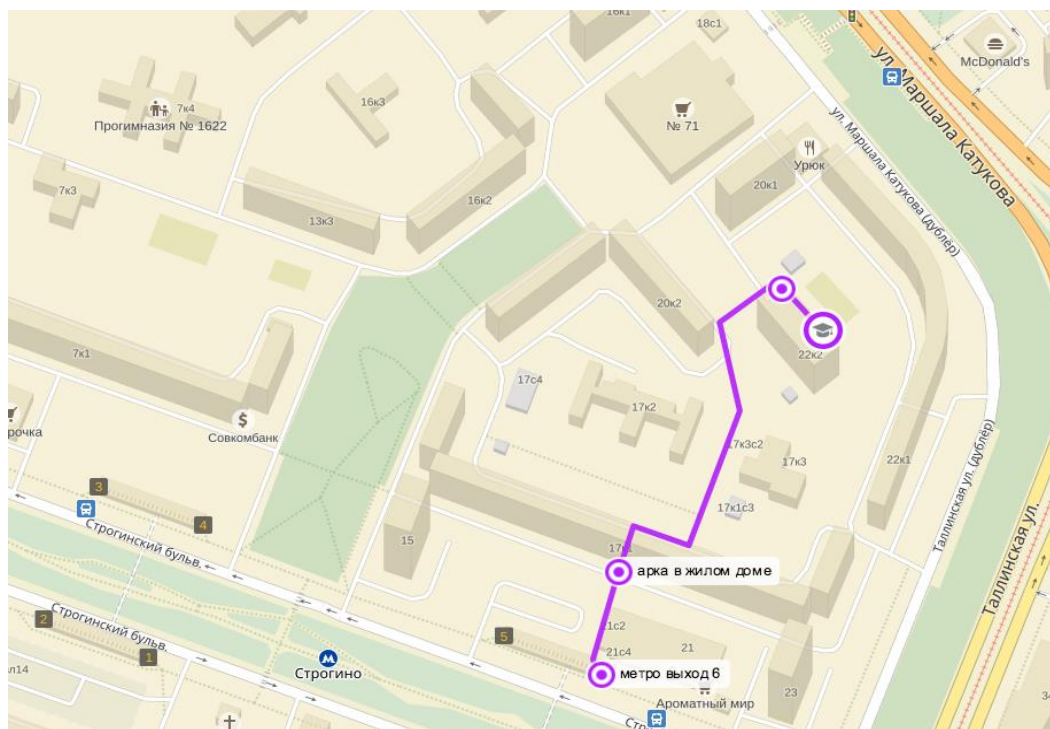 16к1
18с1
McDonald's
ул. Маршала Катукова
7к4
Прогимназия № 1622
16к3
№ 71
ул. Маршала Катукова (дублёр)
Урюк
20к1
7к3
16к2
13к3
20к2
22к2
7к1
17с4
17к2
Совкомбанк
рочка
17к3с2
17к3
22к1
17к1с3
3
4
Строгинский бульв.
15
Таллинская ул. (дублёр)
Таллинская ул.
арка в жилом доме
2
1
Строгинский бульв.
5
21с2
21с4
21
метро выход 6
Строгино
Ароматный мир
23